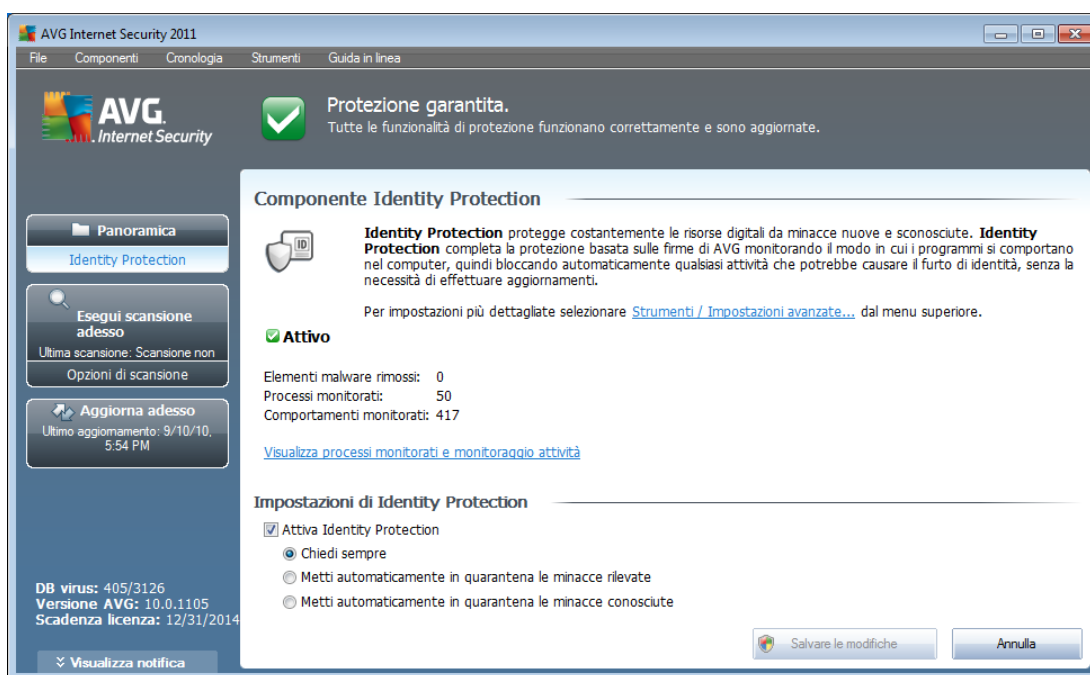 AVG Internet Security 2011
File Componenti Cronologia Strumenti Guida in linea
AVG.
Internet Security
Protezione garantita.
Tutte le funzionalità di protezione funzionano correttamente e sono aggiornate.
Panoramica
Identity Protection
Esegui scansione
adesso
Ultima scansione: Scansione non
Opzioni di scansione
Aggiorna adesso
Ultimo aggiornamento: 9/10/10,
5:54 PM
DB virus: 405/3126
Versione AVG: 10.0.1105
Scadenza licenza: 12/31/2014
Visualizza notifica
Componente Identity Protection
ID
Identity Protection protegge costantemente le risorse digitali da minacce nuove e sconosciute. Identity
Protection completa la protezione basata sulle firme di AVG monitorando il modo in cui i programmi si comportano
nel computer, quindi bloccando automaticamente qualsiasi attività che potrebbe causare il furto di identità, senza la
necessità di effettuare aggiornamenti.
Per impostazioni più dettagliate selezionare Strumenti / Impostazioni avanzate... dal menu superiore.
Attivo
Elementi malware rimossi: 0
Processi monitorati: 50
Comportamenti monitorati: 417
Visualizza processi monitorati e monitoraggio attività
Impostazioni di Identity Protection
Attiva Identity Protection
Chiedi sempre
Metti automaticamente in quarantena le minacce rilevate
Metti automaticamente in quarantena le minacce conosciute
Salvare le modifiche
Annulla